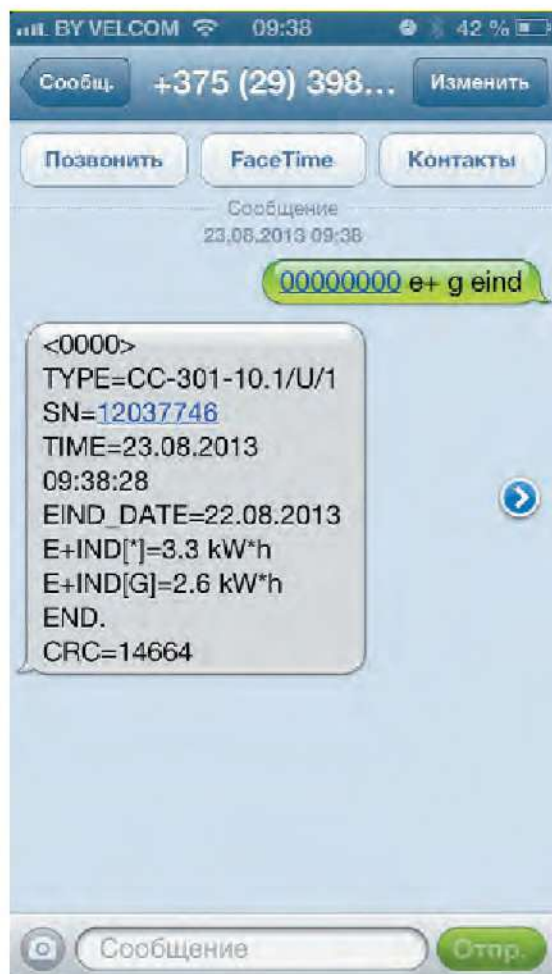 BY VELCOM 09:38 42 %
Сообщ. +375 (29) 398... Изменить
Позвонить FaceTime Контакты
Сообщение
23.08.2013 09:38
00000000 e+ g eind
<0000>
TYPE=CC-301-10.1/U/1
SN=12037746
TIME=23.08.2013
09:38:28
EIND_DATE=22.08.2013
E+IND[*]=3.3 kW*h
E+IND[G]=2.6 kW*h
END.
CRC=14664
Сообщение Отпр.